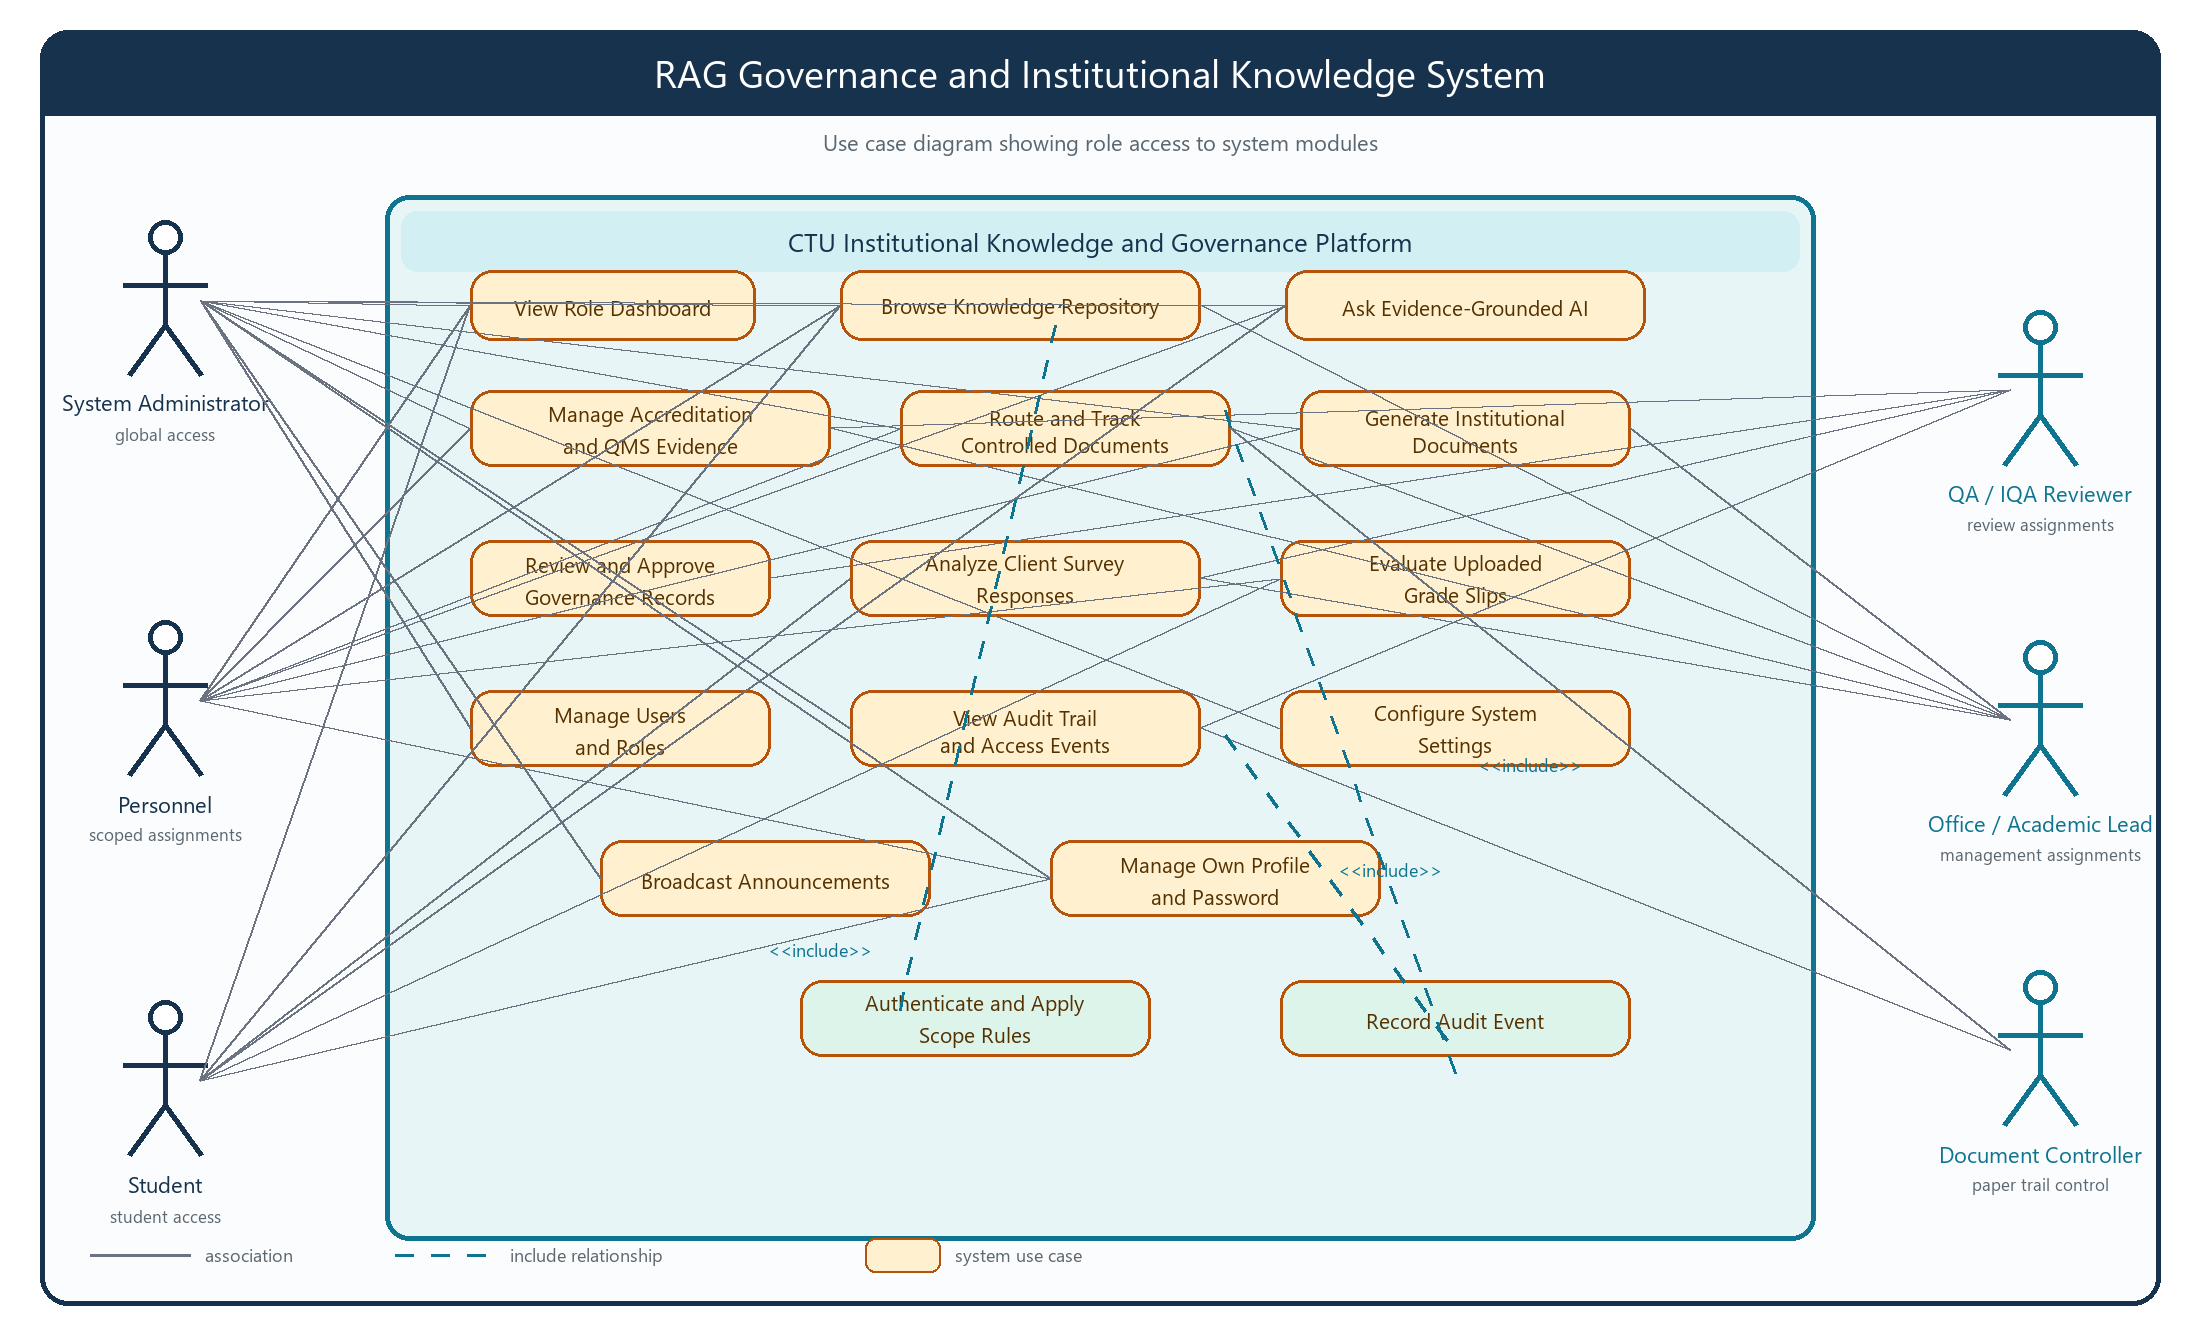 RAG Governance and Institutional Knowledge System
Use case diagram showing role access to system modules
CTU Institutional Knowledge and Governance Platform
View Role Dashboard
Browse Knowledge Repository
Ask Evidence-Grounded AI
Manage Accreditation
and QMS Evidence
Route and Track
Controlled Documents
Generate Institutional
Documents
Review and Approve
Governance Records
Analyze Client Survey
Responses
Evaluate Uploaded
Grade Slips
Manage Users
and Roles
View Audit Trail
and Access Events
Configure System
Settings
<<include>>
Broadcast Announcements
Manage Own Profile
and Password
<<include>>
<<include>>
Authenticate and Apply
Scope Rules
Record Audit Event
System Administrator
global access
Personnel
scoped assignments
Student
student access
QA / IQA Reviewer
review assignments
Office / Academic Lead
management assignments
Document Controller
paper trail control
association
include relationship
system use case